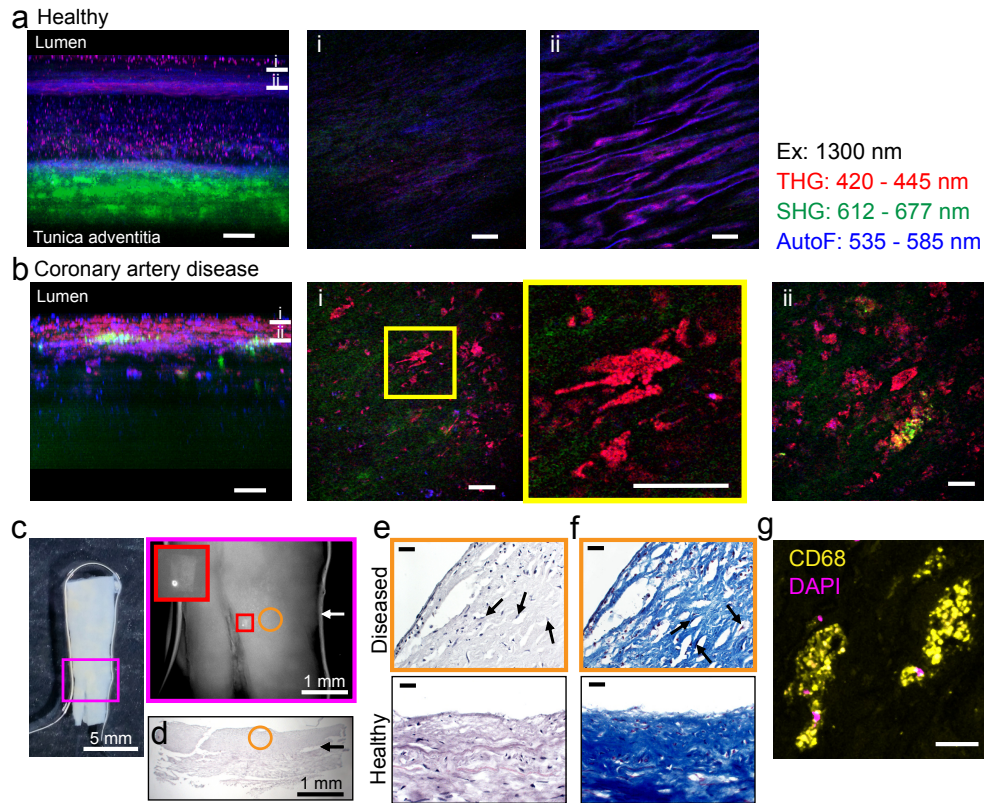 a Healthy
Lumen
i
ii
Tunica adventitia
i
ii
Ex: 1300 nm
THG: 420 - 445 nm
SHG: 612 - 677 nm
AutoF: 535 - 585 nm
b Coronary artery disease
Lumen
i
ii
i
ii
c
5 mm
1 mm
d
1 mm
e
f
Diseased
Healthy
g
CD68
DAPI